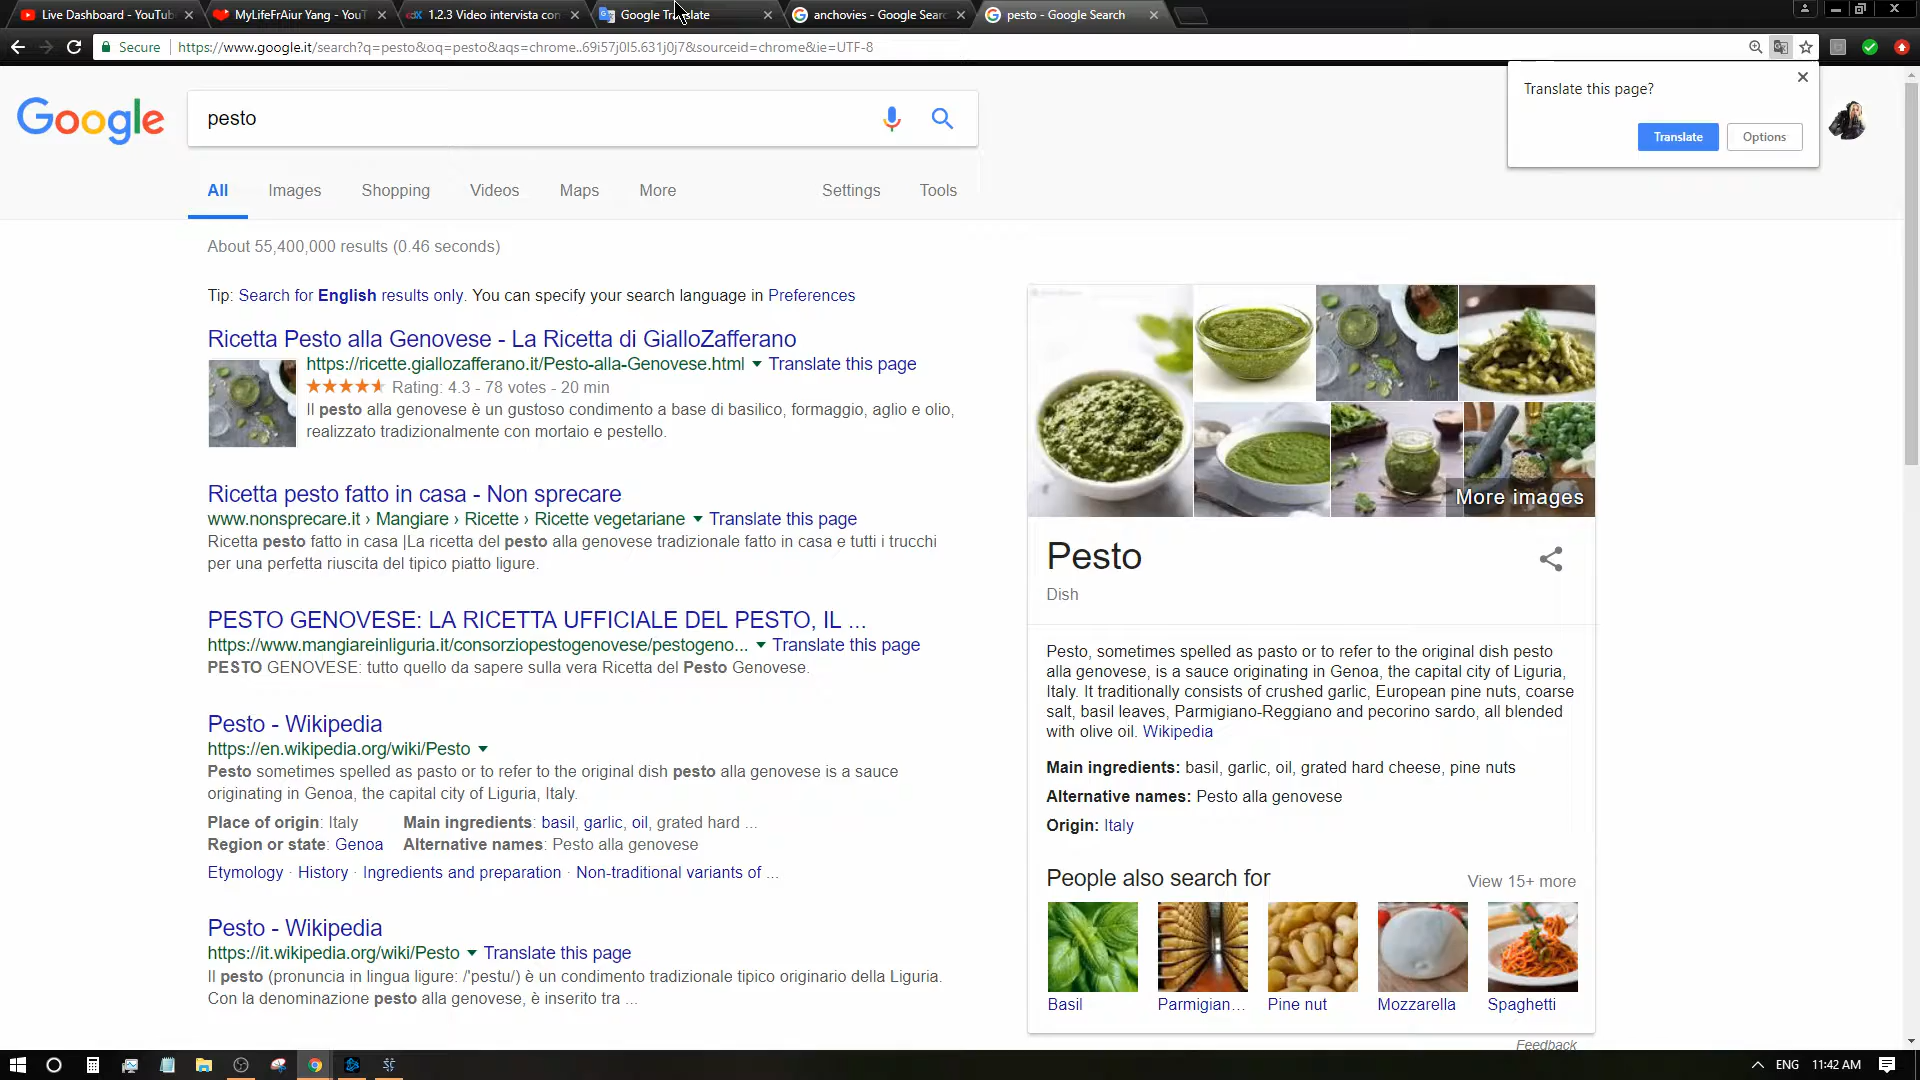 Live Dashboard - YouTub
MyLifeFrAiur Yang - YouT
1.2.3 Video intervista con
Google Translate
anchovies - Google Searc
pesto - Google Search
Secure
https://www.google.it/search?q=pesto&oq=pesto&aqs=chrome..69i57j0l5.631j0j7&sourceid=chrome&ie=UTF-8
Translate this page?
Translate
Options
Google
pesto
All
Images
Shopping
Videos
Maps
More
Settings
Tools
About 55,400,000 results (0.46 seconds)
Tip: Search for English results only. You can specify your search language in Preferences
Ricetta Pesto alla Genovese - La Ricetta di GialloZafferano
https://ricette.giallozafferano.it/Pesto-alla-Genovese.html Translate this page
Rating: 4.3 - 78 votes - 20 min
Il pesto alla genovese è un gustoso condimento a base di basilico, formaggio, aglio e olio,
realizzato tradizionalmente con mortaio e pestello.
Ricetta pesto fatto in casa - Non sprecare
www.nonsprecare.it › Mangiare › Ricette › Ricette vegetariane Translate this page
Ricetta pesto fatto in casa |La ricetta del pesto alla genovese tradizionale fatto in casa e tutti i trucchi
per una perfetta riuscita del tipico piatto ligure.
PESTO GENOVESE: LA RICETTA UFFICIALE DEL PESTO, IL ...
https://www.mangiareinliguria.it/consorziopestogenovese/pestogeno... Translate this page
PESTO GENOVESE: tutto quello da sapere sulla vera Ricetta del Pesto Genovese.
Pesto - Wikipedia
https://en.wikipedia.org/wiki/Pesto
Pesto sometimes spelled as pasto or to refer to the original dish pesto alla genovese is a sauce
originating in Genoa, the capital city of Liguria, Italy.
Place of origin: Italy Main ingredients: basil, garlic, oil, grated hard ...
Region or state: Genoa Alternative names: Pesto alla genovese
Etymology · History · Ingredients and preparation · Non-traditional variants of ...
Pesto - Wikipedia
https://it.wikipedia.org/wiki/Pesto Translate this page
Il pesto (pronuncia in lingua ligure: /'pestu/) è un condimento tradizionale tipico originario della Liguria.
Con la denominazione pesto alla genovese, è inserito tra ...
More images
Pesto
Dish
Pesto, sometimes spelled as pasto or to refer to the original dish pesto
alla genovese, is a sauce originating in Genoa, the capital city of Liguria,
Italy. It traditionally consists of crushed garlic, European pine nuts, coarse
salt, basil leaves, Parmigiano-Reggiano and pecorino sardo, all blended
with olive oil. Wikipedia
Main ingredients: basil, garlic, oil, grated hard cheese, pine nuts
Alternative names: Pesto alla genovese
Origin: Italy
People also search for
View 15+ more
Basil
Parmigian...
Pine nut
Mozzarella
Spaghetti
Feedback
ENG
11:42 AM